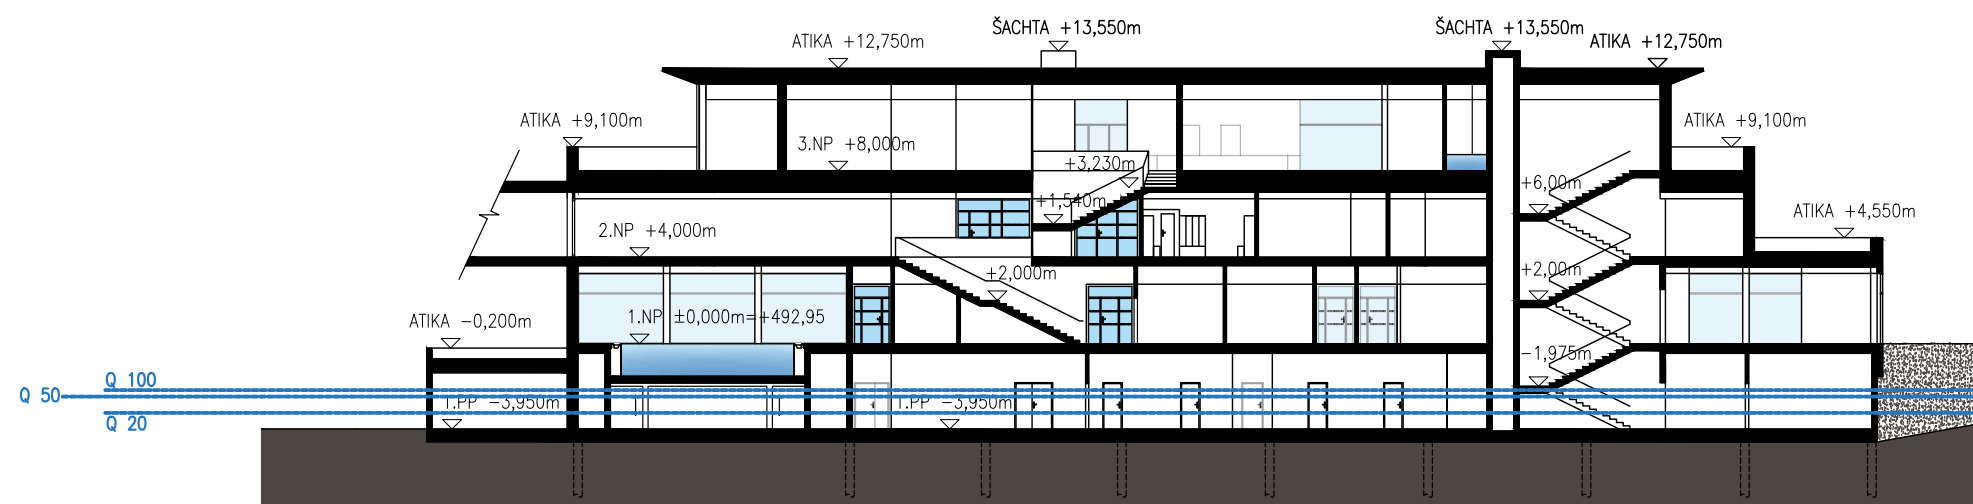 ŠACHTA +13,550m
ŠACHTA +13,550m
ATIKA +12,750m
ATIKA +12,750m
ATIKA +9,100m
ATIKA +9,100m
3.NP +8,000m
+3,230m
+6,00m
+1,540m
ATIKA +4,550m
2.NP +4,000m
+2,000m
+2,00m
ATIKA -0,200m
1.NP ±0,000m=+492,95
-1,975m
Q 100
Q 50
1.PP -3,950m
1.PP -3,950m
Q 20